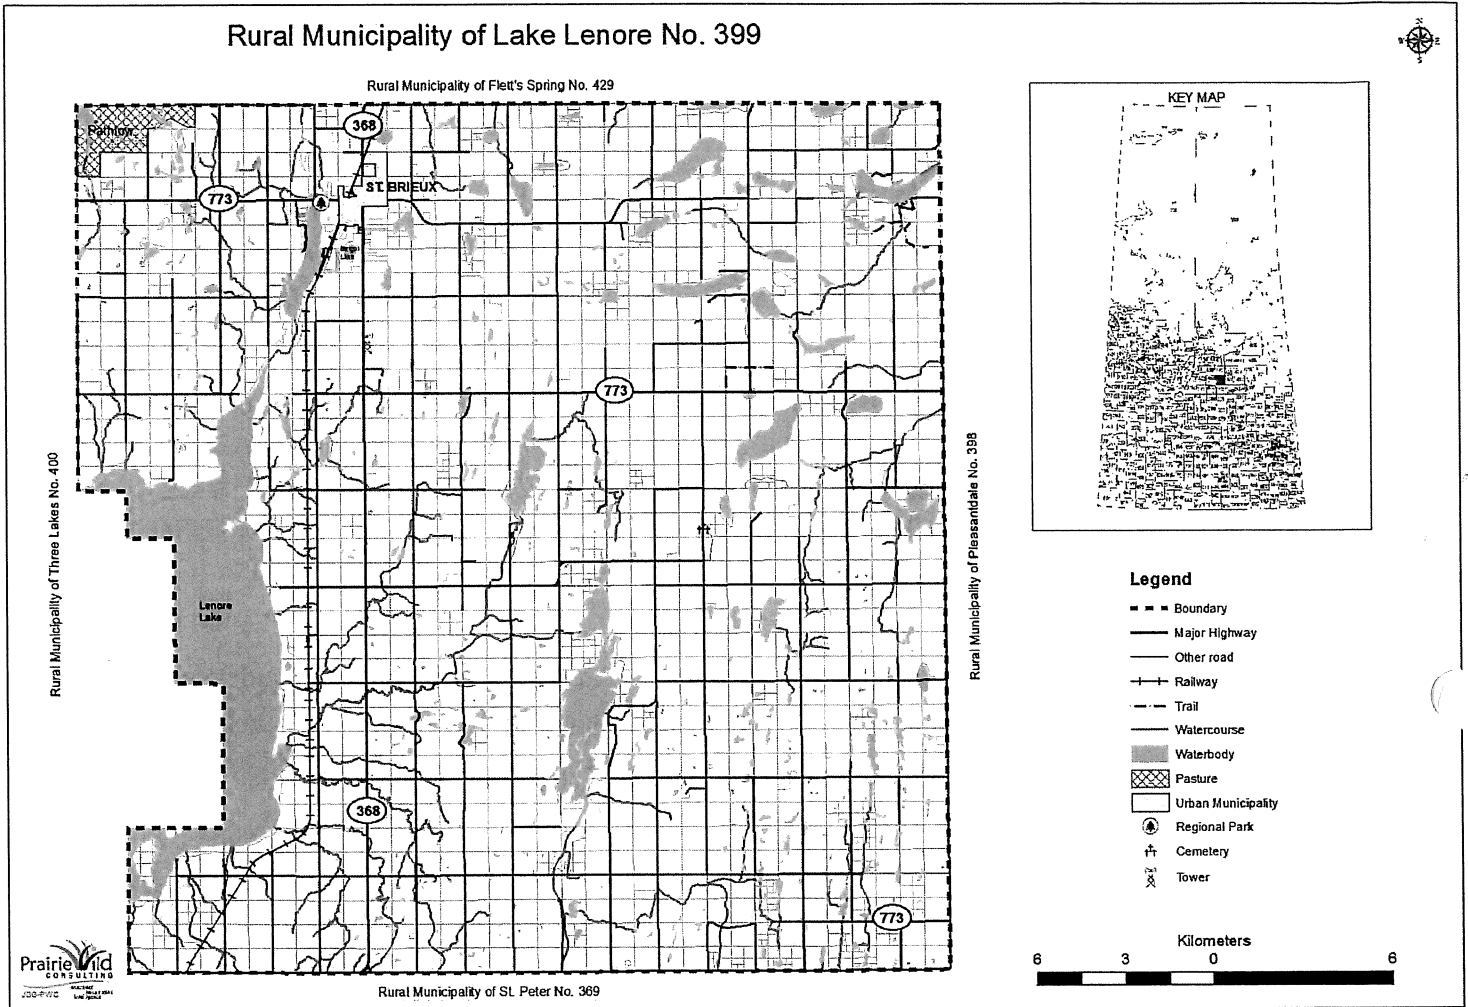 Rural Municipality of Lake Lenore No. 399
N
W
E
S
Rural Municipality of Flett's Spring No. 429
KEY MAP
368
ST. BRIEUX
773
773
Rural Municipality of Three Lakes No. 400
Rural Municipality of Pleasantdale No. 398
Lenore
Lake
368
773
Legend
Boundary
Major Highway
Other road
Railway
Trail
Watercourse
Waterbody
Pasture
Urban Municipality
Regional Park
Cemetery
Tower
Kilometers
6 3 0 6
Prairie Wild
CONSULTING
Rural Municipality of St. Peter No. 369